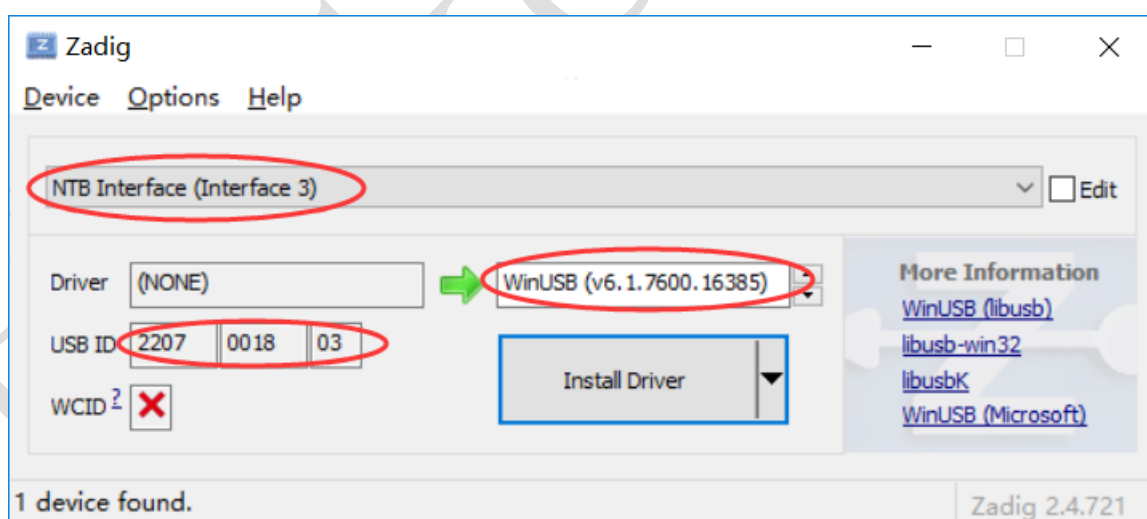 Zadig
Device Options Help
NTB Interface (Interface 3)
Edit
Driver (NONE) WinUSB (v6.1.7600.16385)
USB ID 2207 0018 03
WCID ?
Install Driver
More Information
WinUSB (libusb)
libusb-win32
libusbK
WinUSB (Microsoft)
1 device found.
Zadig 2.4.721